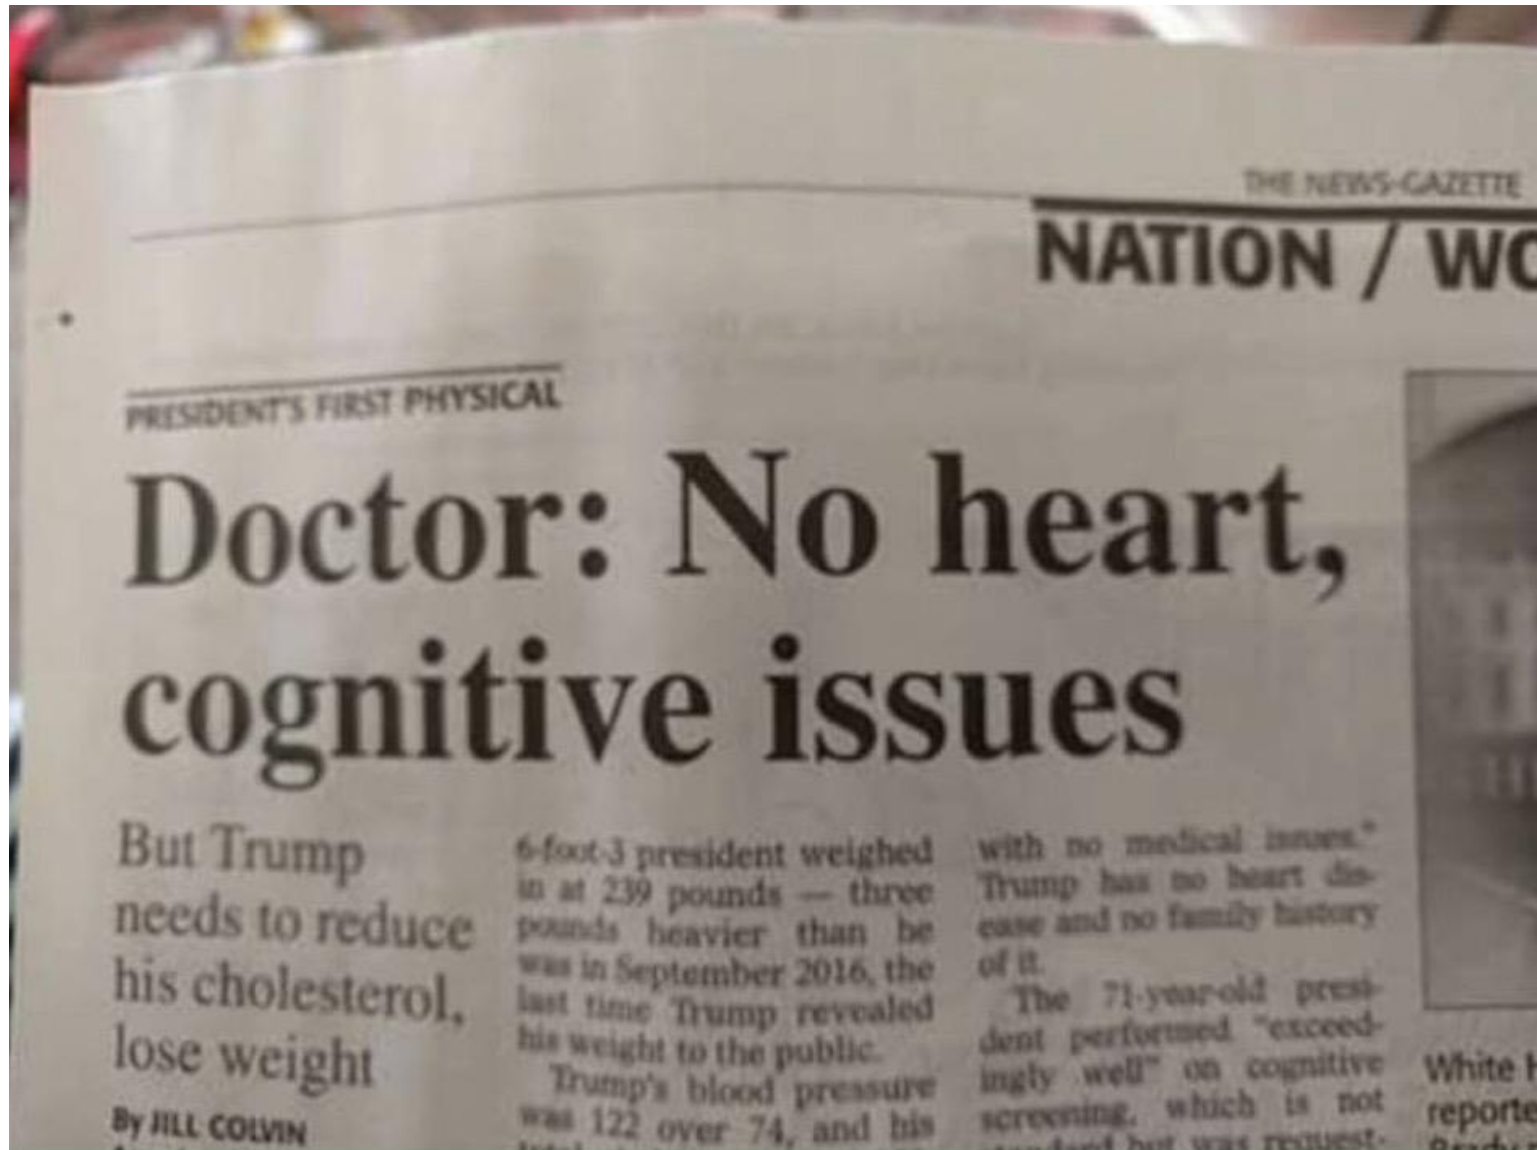 THE NEWS-GAZETTE
NATION / WO
PRESIDENT'S FIRST PHYSICAL
Doctor: No heart,
cognitive issues
But Trump
needs to reduce
his cholesterol,
lose weight
By JILL COLVIN
6-foot-3 president weighed
in at 239 pounds — three
pounds heavier than he
was in September 2016, the
last time Trump revealed
his weight to the public.
Trump's blood pressure
was 122 over 74, and his
with no medical issues."
Trump has no heart dis-
ease and no family history
of it.
The 71-year-old presi-
dent performed "exceed-
ingly well" on cognitive
screening, which is not
standard but was request-
White H
reporte